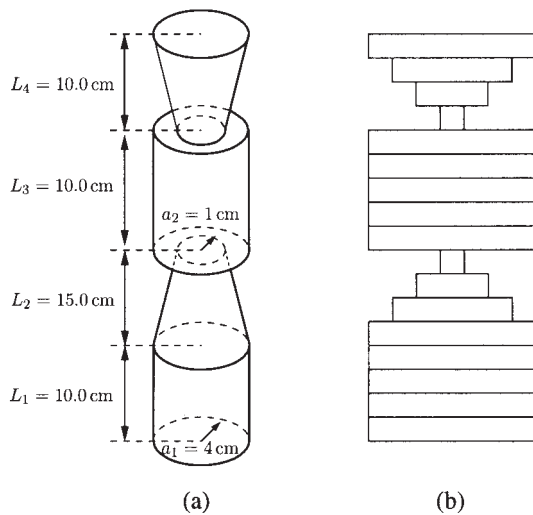 L₄ = 10.0 cm
L₃ = 10.0 cm
a₂ = 1 cm
L₂ = 15.0 cm
L₁ = 10.0 cm
a₁ = 4 cm
(a)
(b)